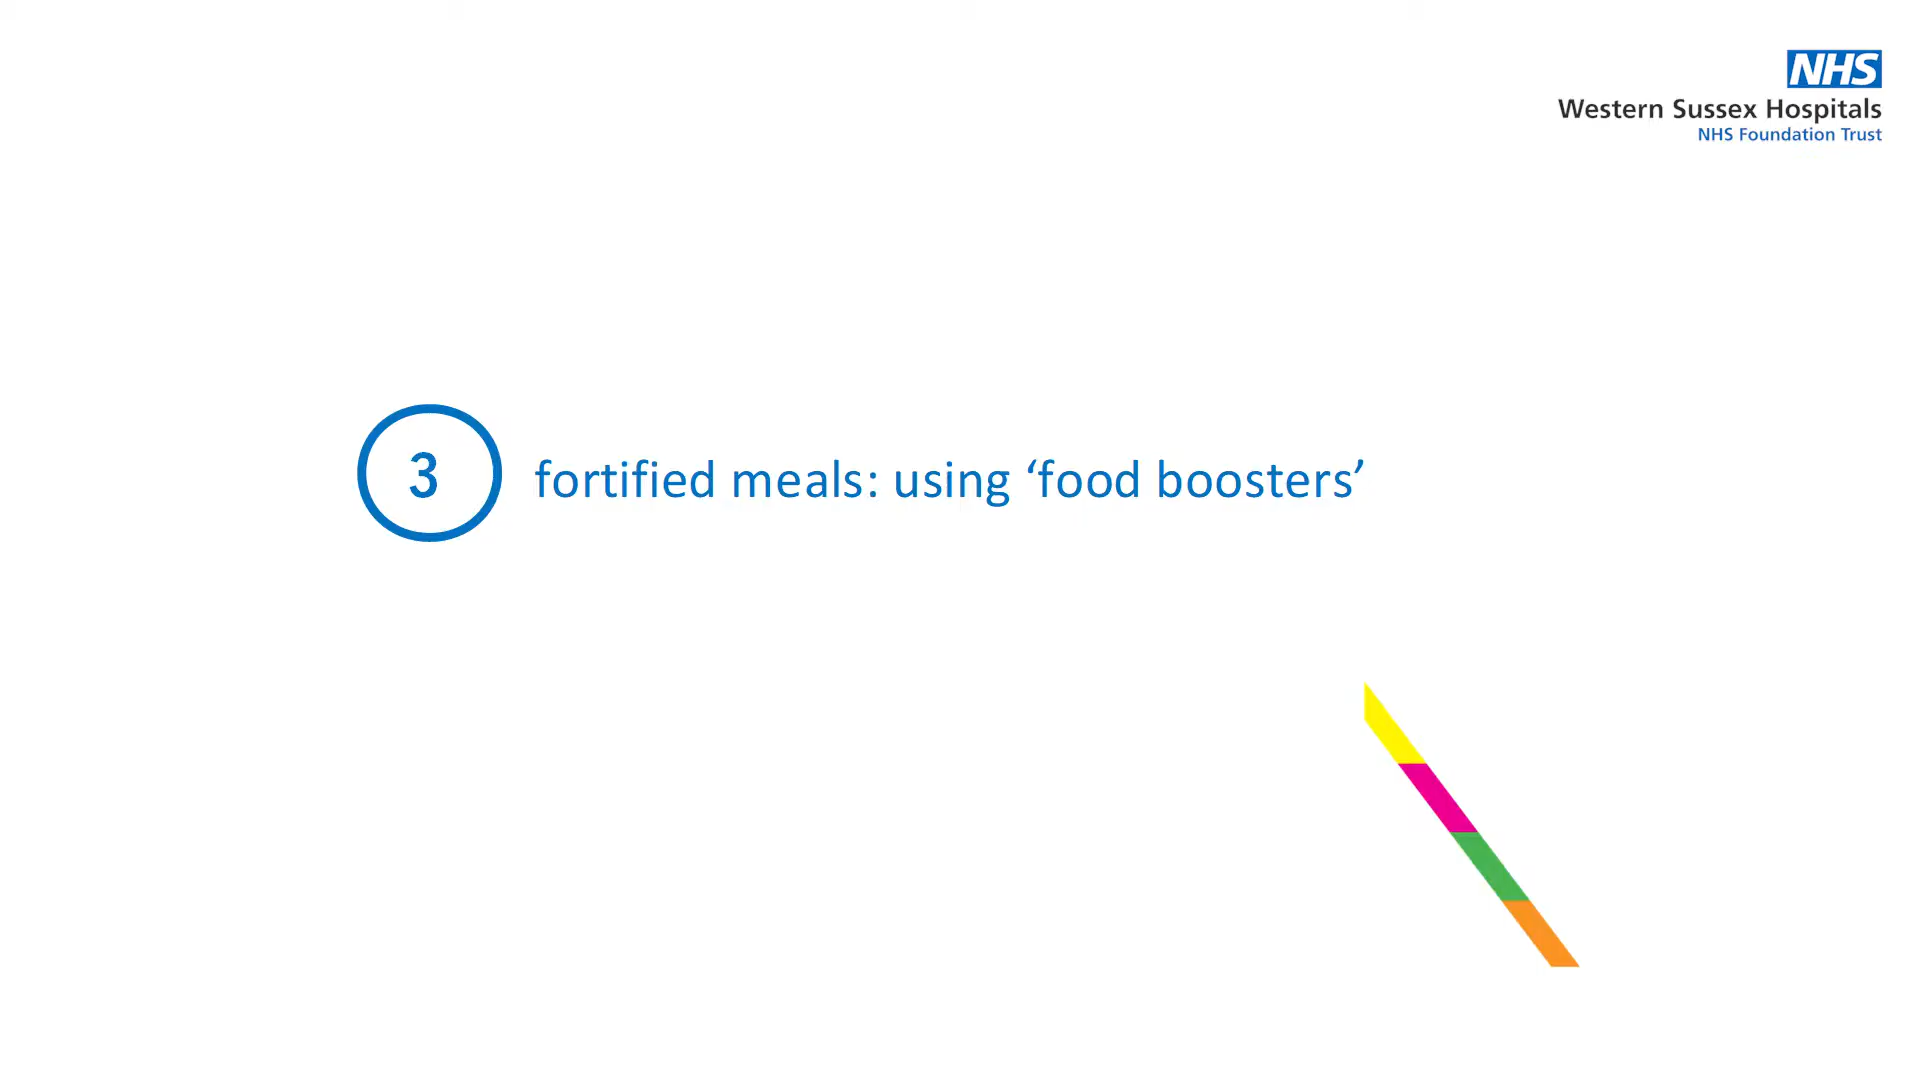 NHS
Western Sussex Hospitals
NHS Foundation Trust
3
fortified meals: using ‘food boosters’